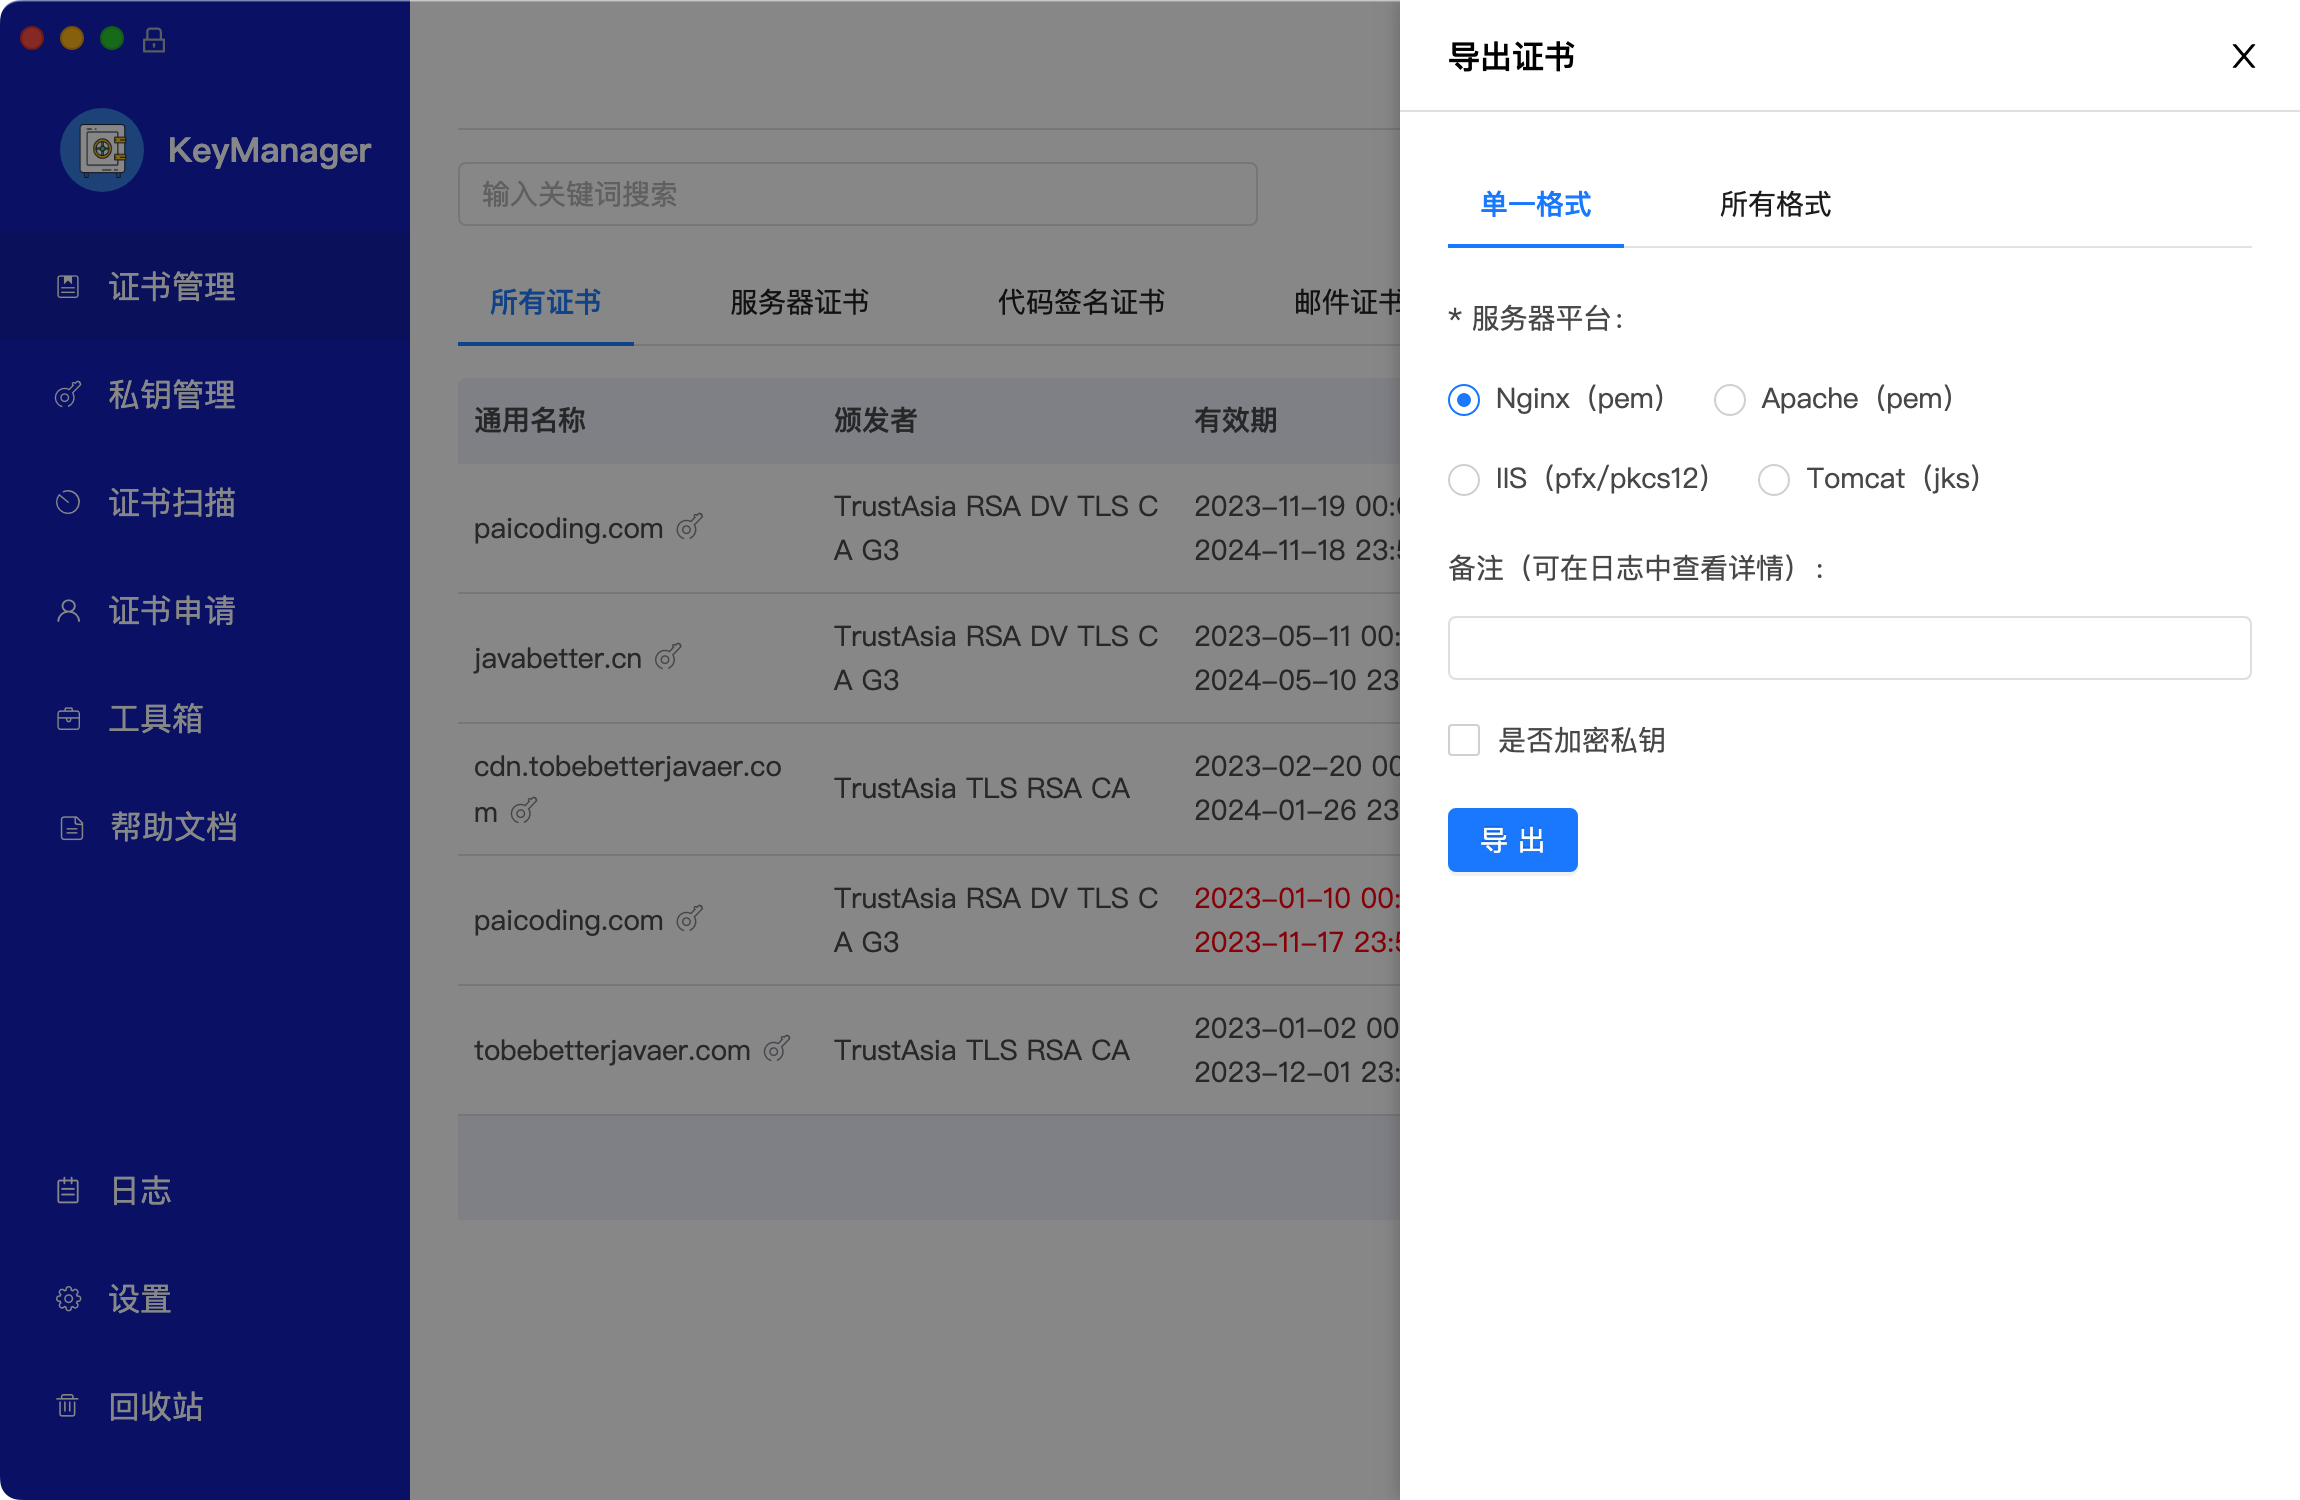 KeyManager
证书管理
私钥管理
证书扫描
证书申请
工具箱
帮助文档
日志
设置
回收站
输入关键词搜索
所有证书 服务器证书 代码签名证书 邮件证书
通用名称 颁发者 有效期
paicoding.com
TrustAsia RSA DV TLS C
A G3
2023-11-19 00:
2024-11-18 23:
javabetter.cn
TrustAsia RSA DV TLS C
A G3
2023-05-11 00:
2024-05-10 23
cdn.tobebetterjavaer.co
m
TrustAsia TLS RSA CA
2023-02-20 00
2024-01-26 23
paicoding.com
TrustAsia RSA DV TLS C
A G3
2023-01-10 00:
2023-11-17 23:
tobebetterjavaer.com
TrustAsia TLS RSA CA
2023-01-02 00
2023-12-01 23:
导出证书
单一格式 所有格式
* 服务器平台:
Nginx（pem） Apache（pem）
IIS（pfx/pkcs12） Tomcat（jks）
备注（可在日志中查看详情）:
是否加密私钥
导 出